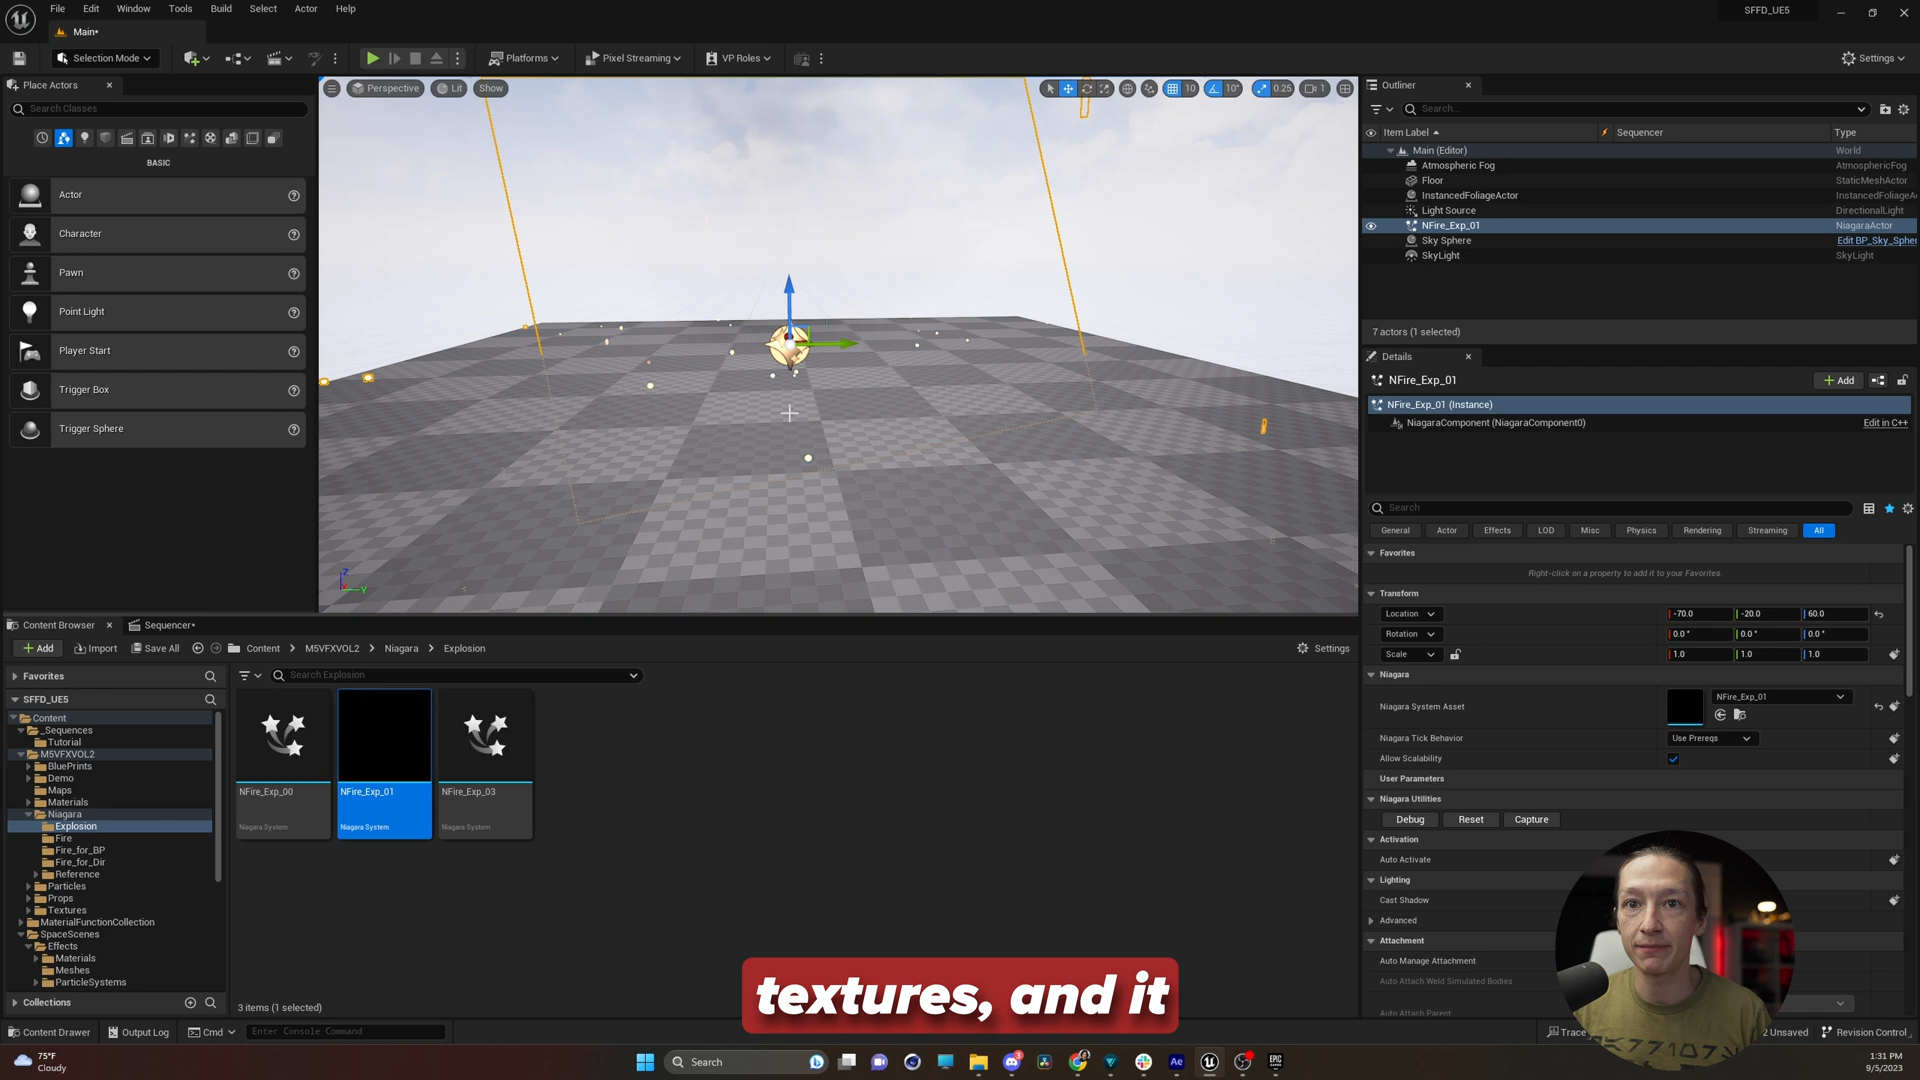 File Edit Window Tools Build Select Actor Help
SFFD_UE5
Main*
Selection Mode
Platforms
Pixel Streaming
VP Roles
Settings
Place Actors
Search Classes
BASIC
Actor
Character
Pawn
Point Light
Player Start
Trigger Box
Trigger Sphere
Perspective
Lit
Show
10
10°
0.25
1
Outliner
Search...
Item Label
Sequencer
Type
Main (Editor) World
Atmospheric Fog AtmosphericFog
Floor StaticMeshActor
InstancedFoliageActor InstancedFoliageA
Light Source DirectionalLight
NFire_Exp_01 NiagaraActor
Sky Sphere Edit BP_Sky_Spher
SkyLight SkyLight
7 actors (1 selected)
Details
NFire_Exp_01
Add
NFire_Exp_01 (Instance)
NiagaraComponent (NiagaraComponent0) Edit in C++
Search
General Actor Effects LOD Misc Physics Rendering Streaming All
Favorites
Right-click on a property to add it to your Favorites.
Transform
Location -70.0 -20.0 60.0
Rotation 0.0° 0.0° 0.0°
Scale 1.0 1.0 1.0
Niagara
Niagara System Asset NFire_Exp_01
Niagara Tick Behavior Use Prereqs
Allow Scalability
User Parameters
Niagara Utilities
Debug Reset Capture
Activation
Auto Activate
Lighting
Cast Shadow
Advanced
Attachment
Auto Manage Attachment
Auto Attach Weld Simulated Bodies
Auto Attach Parent
Content Browser
Sequencer*
Add Import Save All Content M5VFXVOL2 Niagara Explosion
Settings
Favorites
SFFD_UE5
Content
_Sequences
Tutorial
M5VFXVOL2
BluePrints
Demo
Maps
Materials
Niagara
Explosion
Fire
Fire_for_BP
Fire_for_Dir
Reference
Particles
Props
Textures
MaterialFunctionCollection
SpaceScenes
Effects
Materials
Meshes
ParticleSystems
Collections
Search Explosion
NFire_Exp_00
Niagara System
NFire_Exp_01
Niagara System
NFire_Exp_03
Niagara System
3 items (1 selected)
textures, and it
Content Drawer
Output Log
Cmd
Enter Console Command
Trace
2 Unsaved
Revision Control
75°F
Cloudy
Search
1:31 PM
9/5/2023